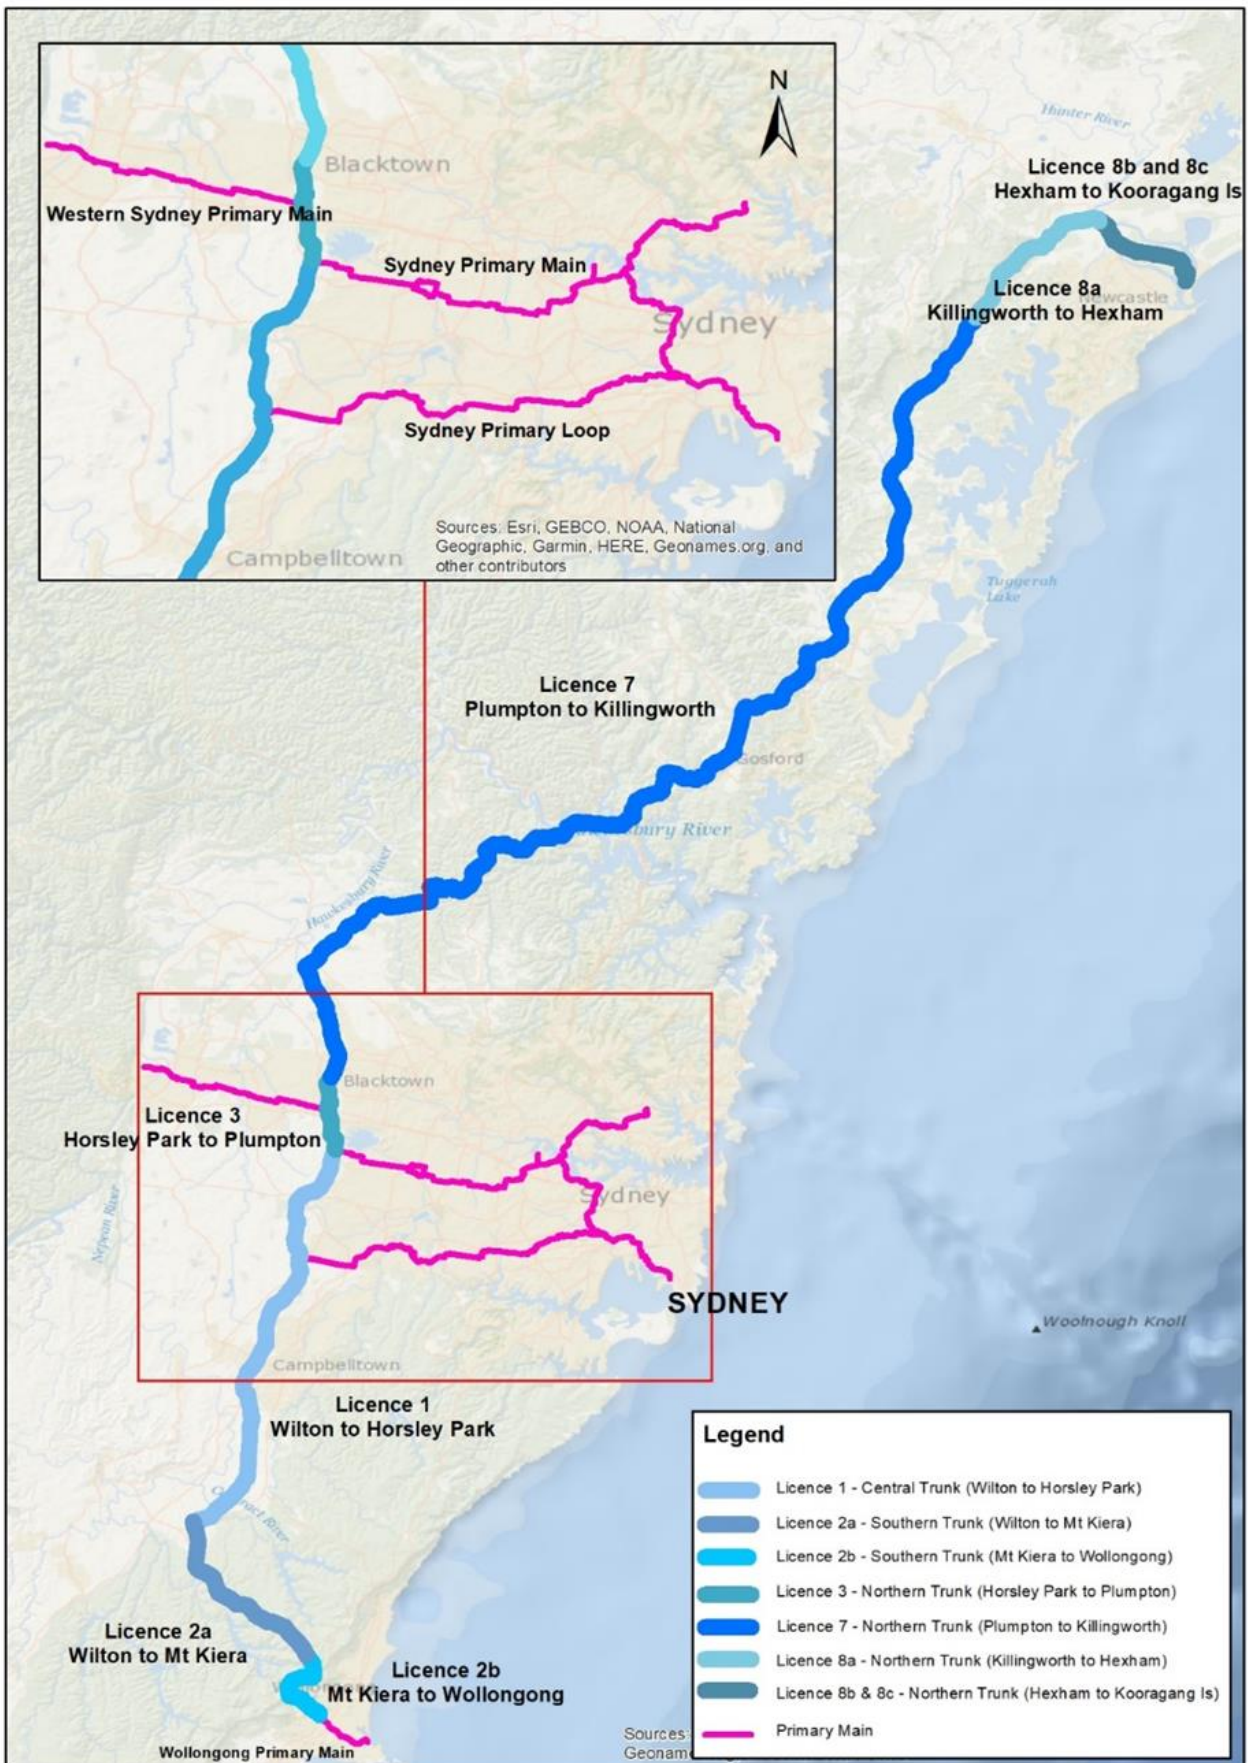 N
Blacktown
Western Sydney Primary Main
Sydney Primary Main
Sydney
Sydney Primary Loop
Sources: Esri, GEBCO, NOAA, National
Geographic, Garmin, HERE, Geonames.org, and
other contributors
Campbelltown
Hunter River
Licence 8b and 8c
Hexham to Kooragang Is
Licence 8a
Newcastle
Killingworth to Hexham
Tuggerah
Lake
Licence 7
Plumpton to Killingworth
Gosford
River
Hawkesbury River
Blacktown
Licence 3
Horsley Park to Plumpton
Nepean River
Sydney
SYDNEY
Woolnough Knoll
Campbelltown
Licence 1
Wilton to Horsley Park
River
Licence 2a
Wilton to Mt Kiera
Licence 2b
Mt Kiera to Wollongong
Wollongong Primary Main
Sources:
Legend
Licence 1 - Central Trunk (Wilton to Horsley Park)
Licence 2a - Southern Trunk (Wilton to Mt Kiera)
Licence 2b - Southern Trunk (Mt Kiera to Wollongong)
Licence 3 - Northern Trunk (Horsley Park to Plumpton)
Licence 7 - Northern Trunk (Plumpton to Killingworth)
Licence 8a - Northern Trunk (Killingworth to Hexham)
Licence 8b & 8c - Northern Trunk (Hexham to Kooragang Is)
Primary Main